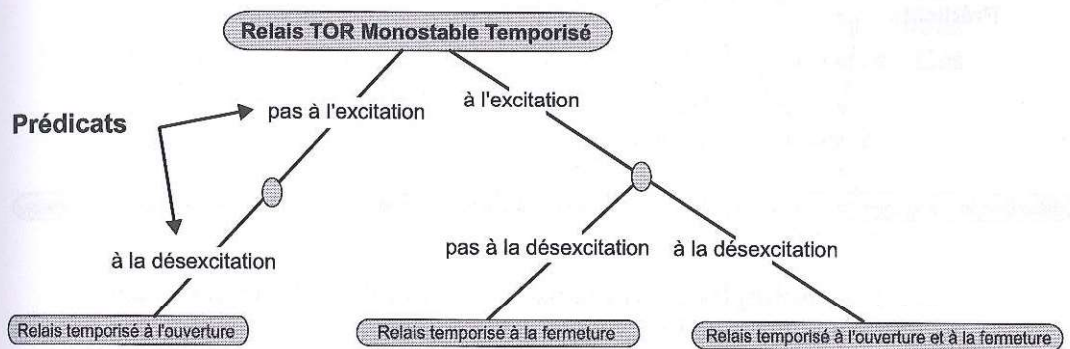 Relais TOR Monostable Temporisé
pas à l'excitation
à l'excitation
Prédicats
à la désexcitation
pas à la désexcitation
à la désexcitation
Relais temporisé à l'ouverture
Relais temporisé à la fermeture
Relais temporisé à l'ouverture et à la fermeture